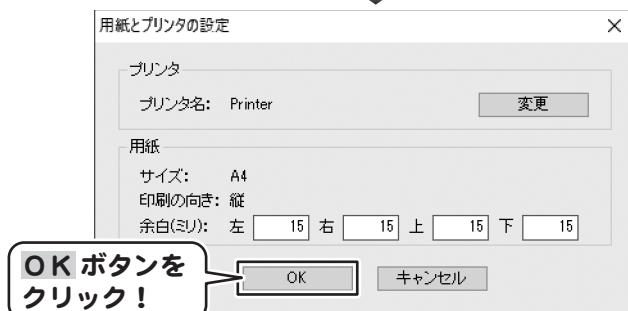 用紙とプリンタの設定
プリンタ
プリンタ名: Printer 変更
用紙
サイズ: A4
印刷の向き: 縦
余白(ミリ): 左 15 右 15 上 15 下 15
OK キャンセル
ＯＫボタンを
クリック！